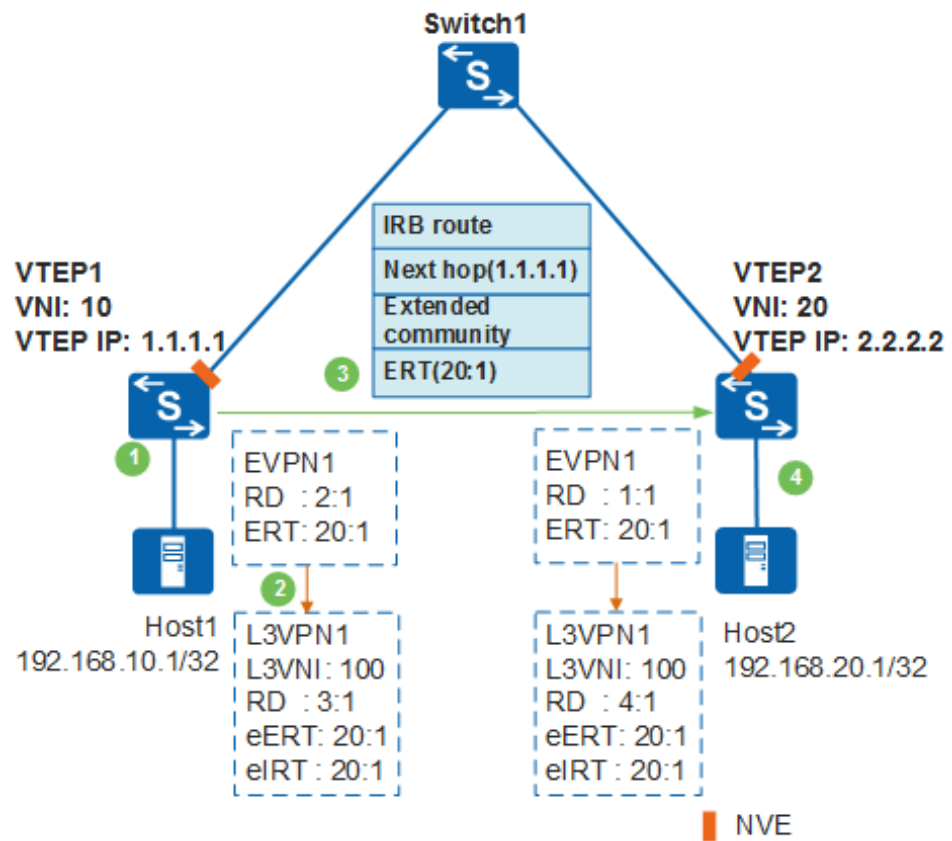 Switch1
S
IRB route
Next hop(1.1.1.1)
Extended
community
ERT(20:1)
VTEP1
VNI: 10
VTEP IP: 1.1.1.1
VTEP2
VNI: 20
VTEP IP: 2.2.2.2
3
S
S
1
4
EVPN1
RD : 2:1
ERT: 20:1
EVPN1
RD : 1:1
ERT: 20:1
2
Host1
192.168.10.1/32
L3VPN1
L3VNI: 100
RD : 3:1
eERT: 20:1
eIRT : 20:1
L3VPN1
L3VNI: 100
RD : 4:1
eERT: 20:1
eIRT : 20:1
Host2
192.168.20.1/32
NVE